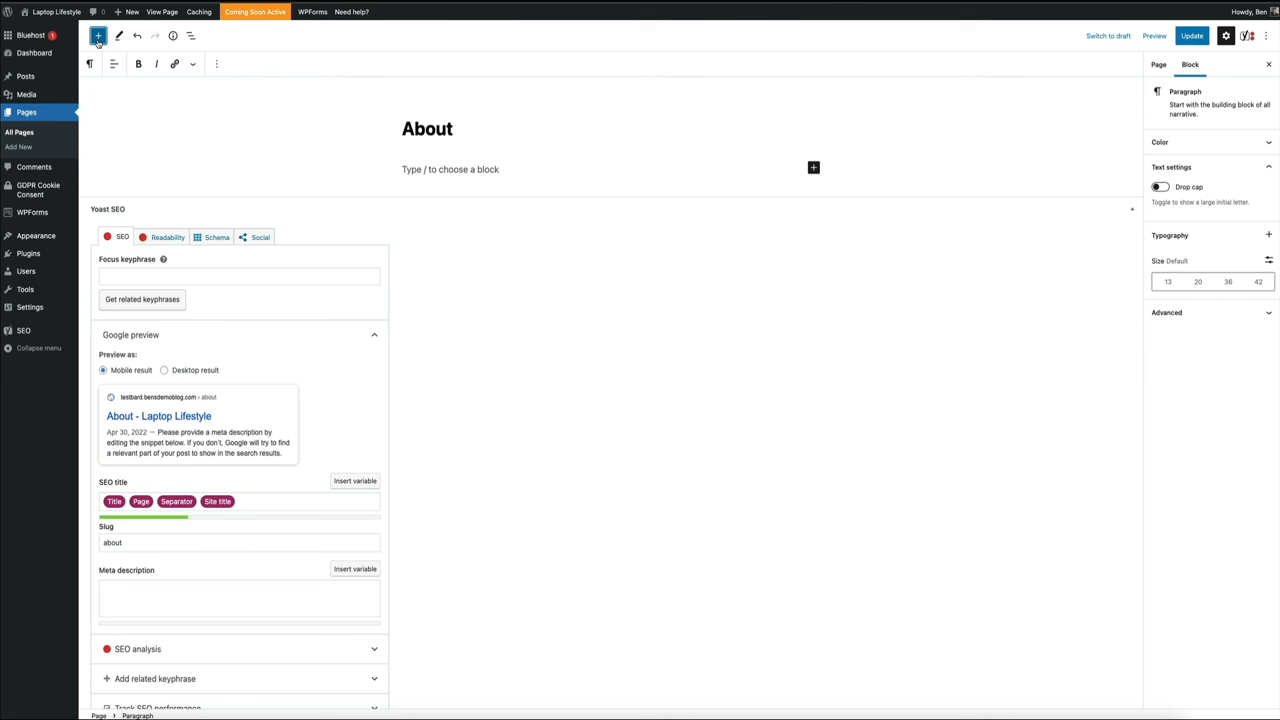 Laptop Lifestyle 0 New View Page Caching Coming Soon Active WPForms Need help? Howdy, Ben
Bluehost 1
Dashboard
Posts
Media
Pages
All Pages
Add New
Comments
GDPR Cookie
Consent
WPForms
Appearance
Plugins
Users
Tools
Settings
SEO
Collapse menu
Switch to draft Preview Update
B I
About
Type / to choose a block
Yoast SEO
SEO Readability Schema Social
Focus keyphrase
Get related keyphrases
Google preview
Preview as:
Mobile result Desktop result
testbard.bensdemoblog.com › about
About - Laptop Lifestyle
Apr 30, 2022 — Please provide a meta description by
editing the snippet below. If you don't, Google will try to find
a relevant part of your post to show in the search results.
SEO title Insert variable
Title Page Separator Site title
Slug
about
Meta description Insert variable
SEO analysis
Add related keyphrase
Track SEO performance
Page Paragraph
Page Block
Paragraph
Start with the building block of all
narrative.
Color
Text settings
Drop cap
Toggle to show a large initial letter.
Typography
Size Default
13 20 36 42
Advanced